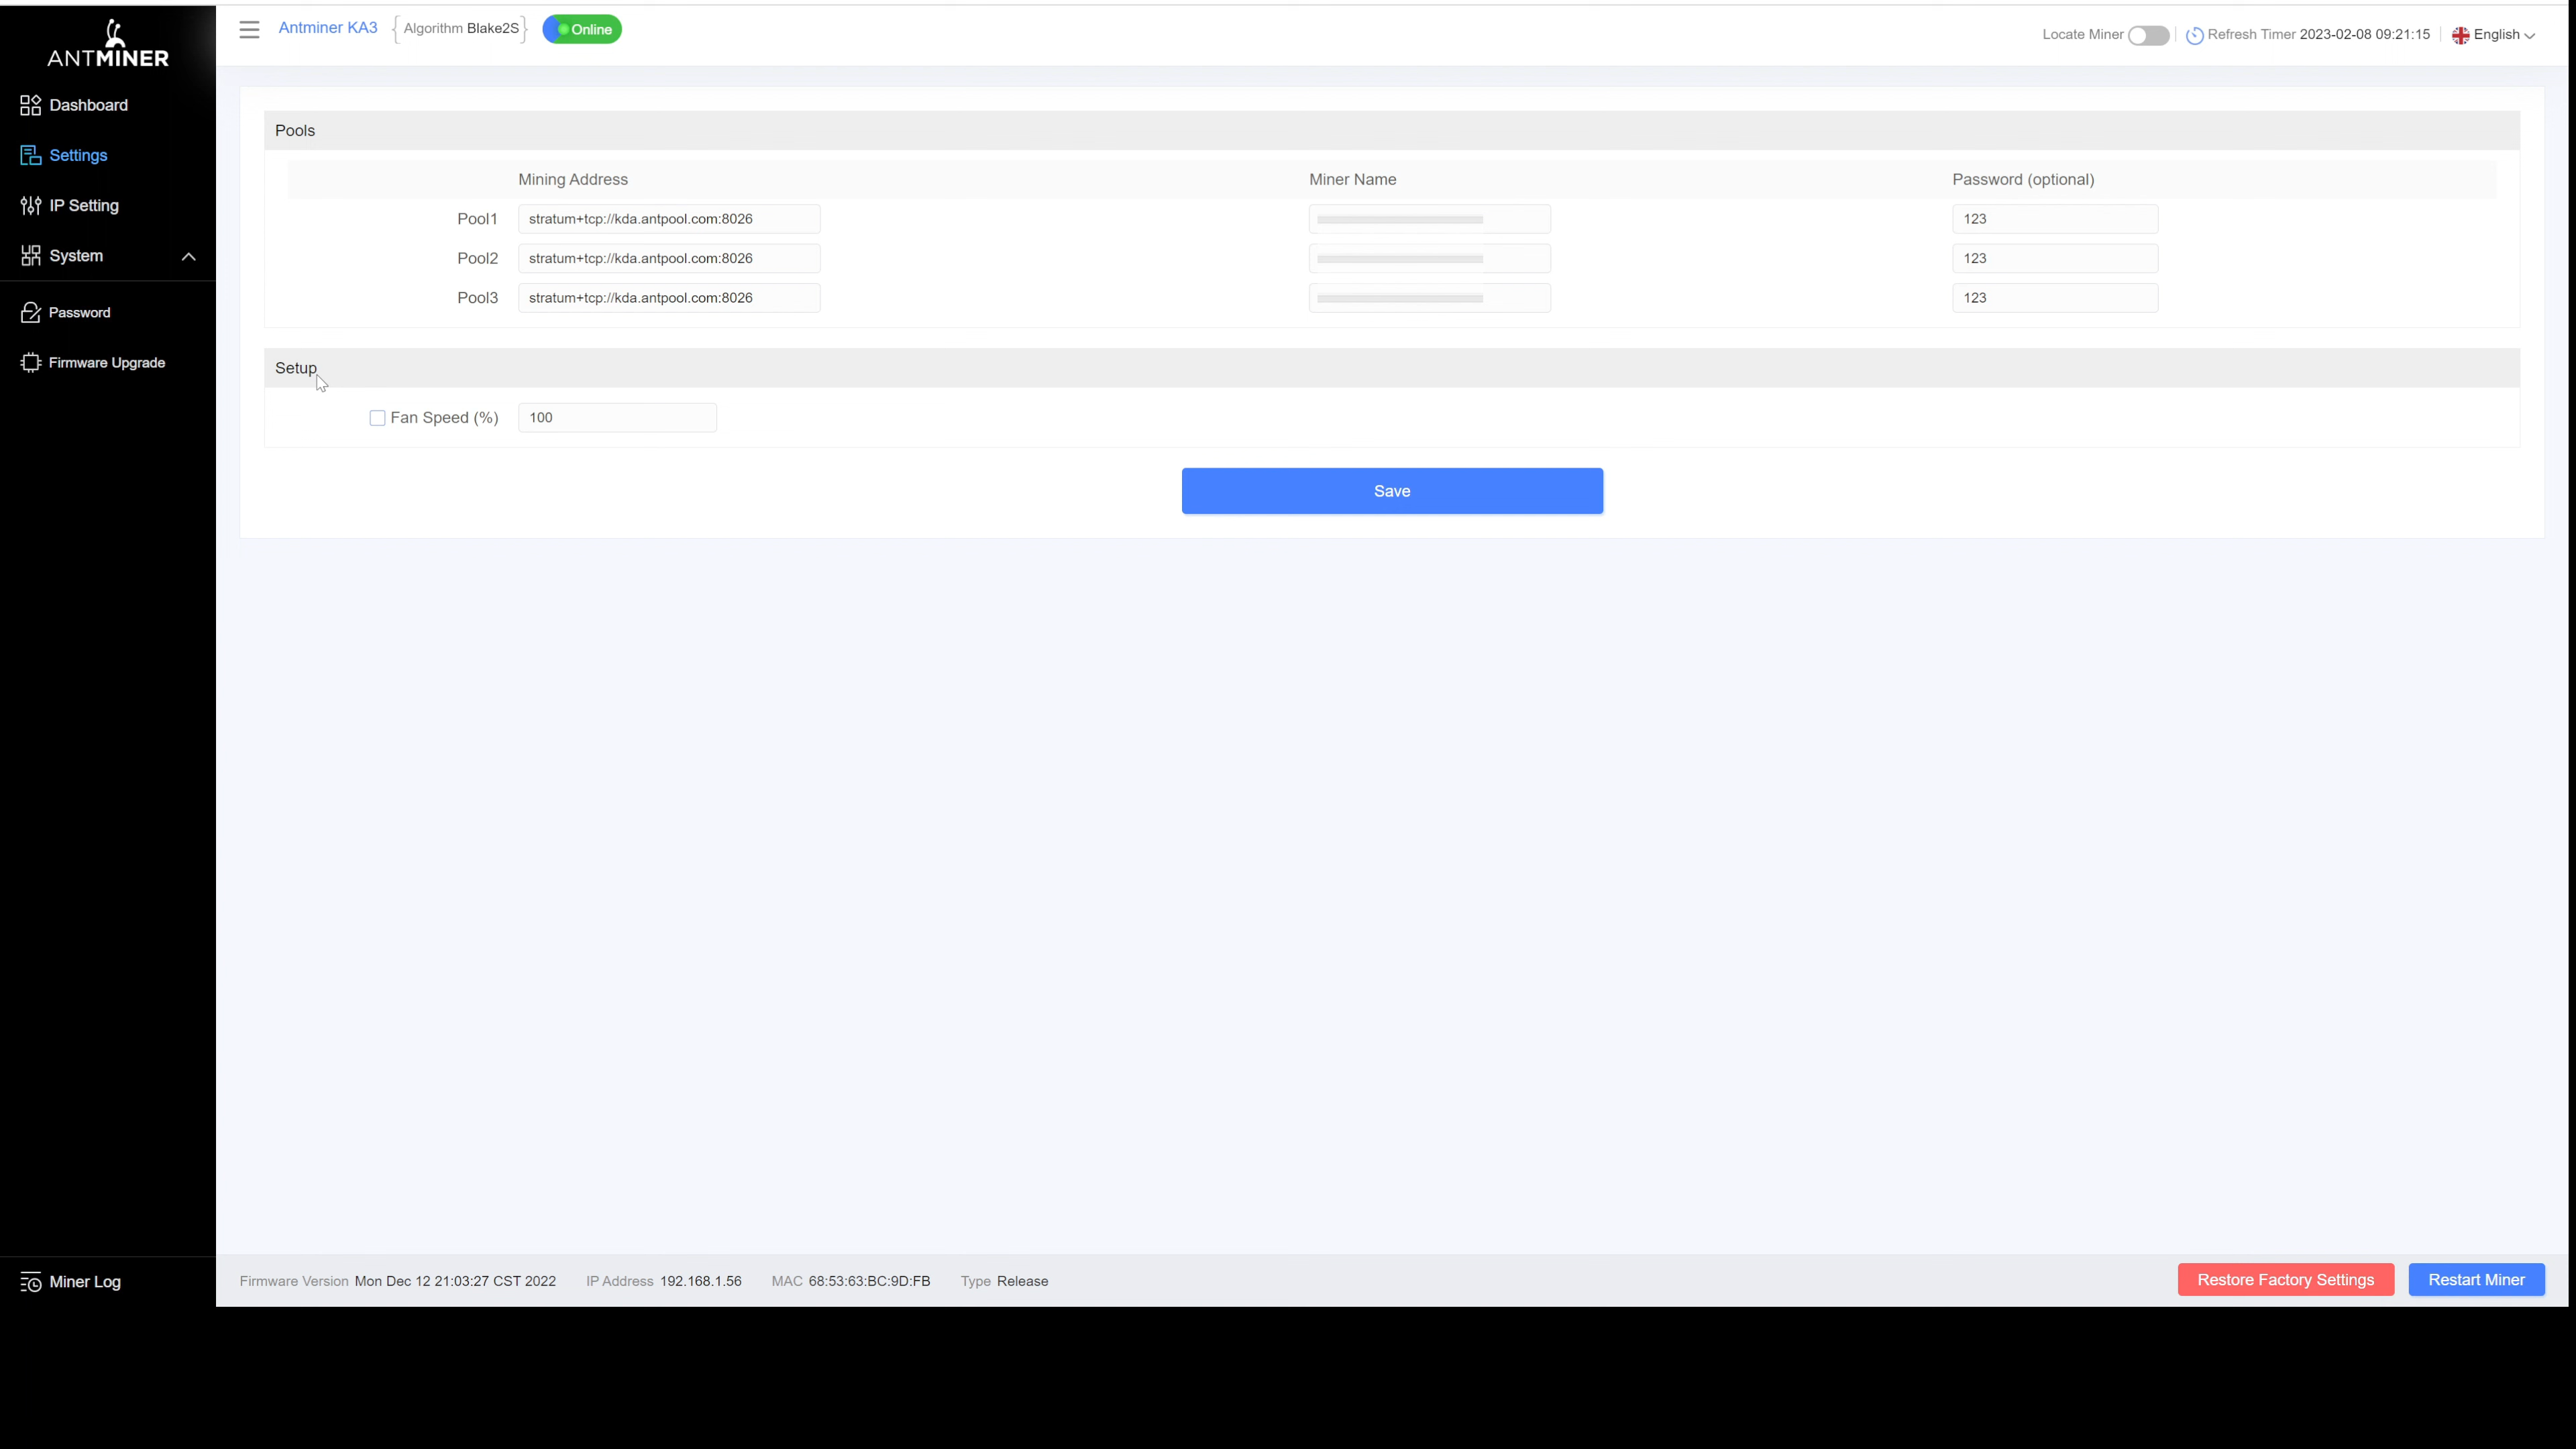 ANTMINER
Antminer KA3 {Algorithm Blake2S} Online
Locate Miner Refresh Timer 2023-02-08 09:21:15 English
Dashboard
Settings
IP Setting
System
Password
Firmware Upgrade
Pools
Mining Address Miner Name Password (optional)
Pool1 stratum+tcp://kda.antpool.com:8026 123
Pool2 stratum+tcp://kda.antpool.com:8026 123
Pool3 stratum+tcp://kda.antpool.com:8026 123
Setup
Fan Speed (%) 100
Save
Miner Log
Firmware Version Mon Dec 12 21:03:27 CST 2022 IP Address 192.168.1.56 MAC 68:53:63:BC:9D:FB Type Release
Restore Factory Settings Restart Miner